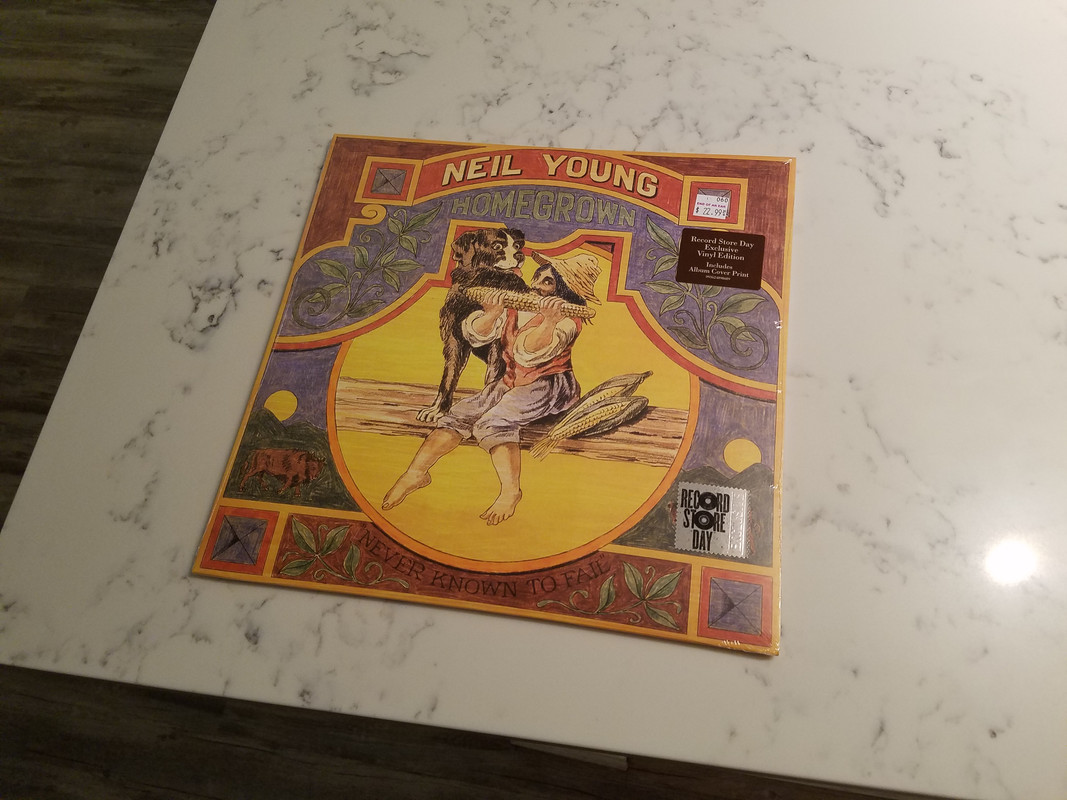 NEIL YOUNG
HOMEGROWN
060
$ 22.99
Record Store Day
Exclusive
Vinyl Edition
Includes
Album Cover Print
RECORD
STORE
DAY
NEVER KNOWN TO FAIL